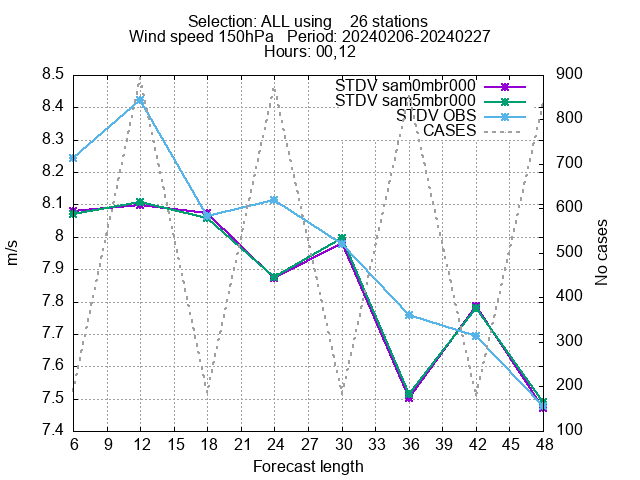 Selection: ALL using    26 stations
Wind speed 150hPa   Period: 20240206-20240227
Hours: 00,12
STDV sam0mbr000
STDV sam5mbr000
STDV OBS
CASES
8.5
8.4
8.3
8.2
8.1
8
7.9
7.8
7.7
7.6
7.5
7.4
m/s
900
800
700
600
500
400
300
200
100
No cases
6 9 12 15 18 21 24 27 30 33 36 39 42 45 48
Forecast length